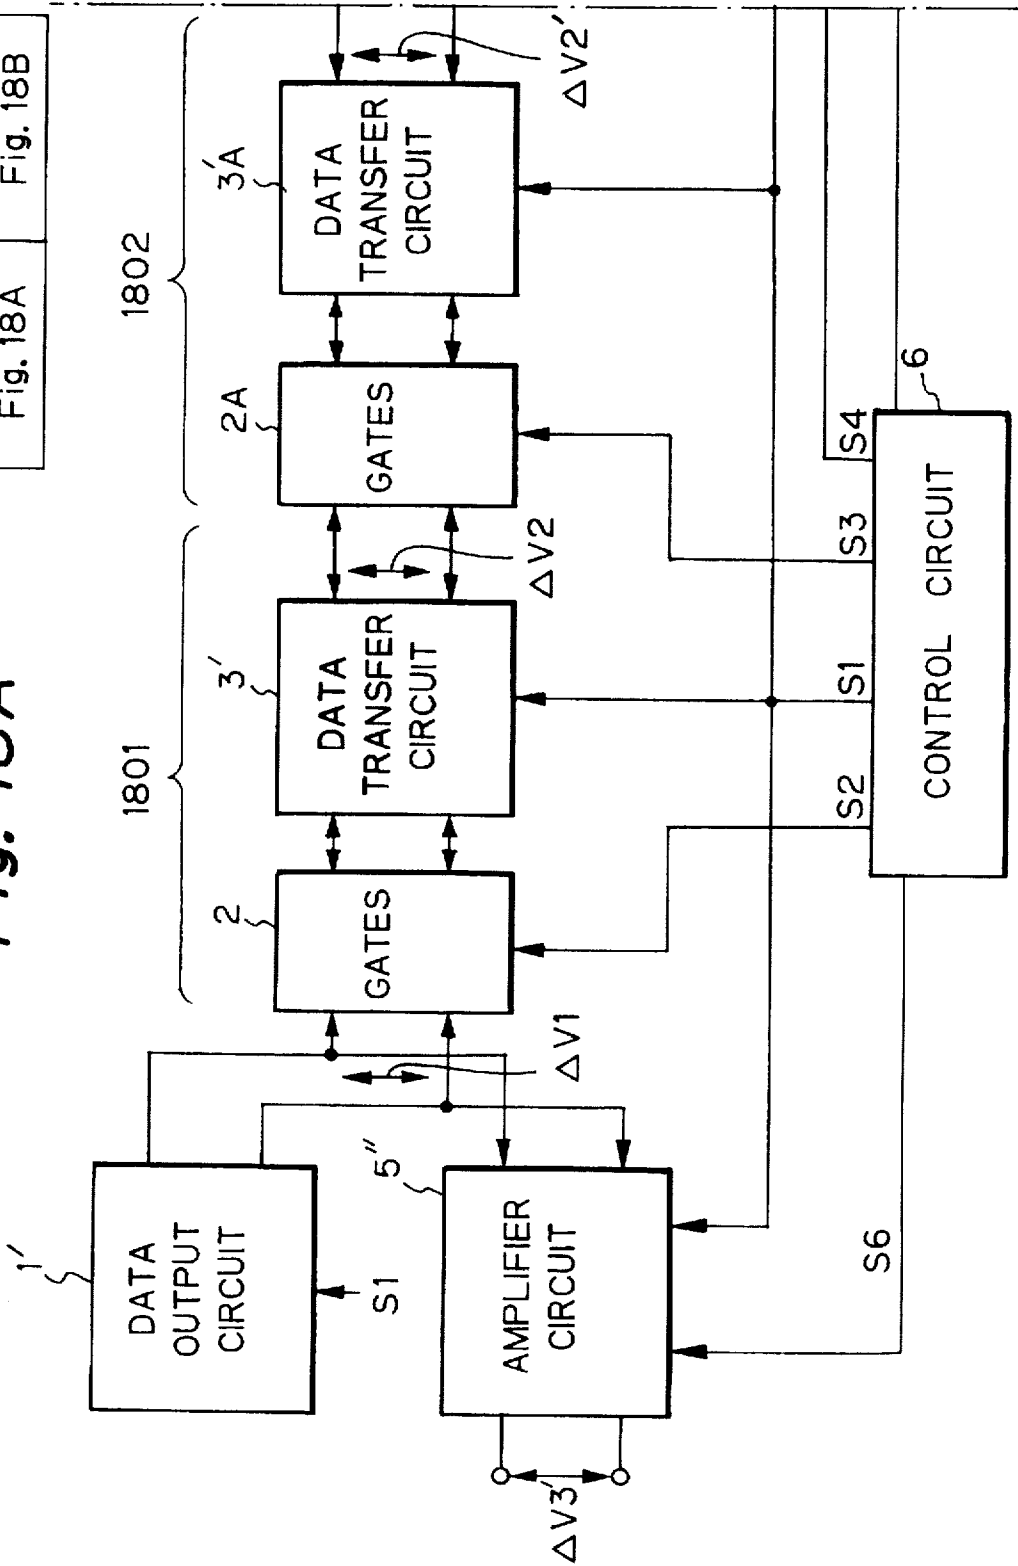 Fig. 18A
Fig. 18A
Fig. 18B
1'
DATA
OUTPUT
CIRCUIT
S1
5''
AMPLIFIER
CIRCUIT
ΔV3'
ΔV1
1801
2
GATES
3'
DATA
TRANSFER
CIRCUIT
ΔV2
1802
2A
GATES
3'A
DATA
TRANSFER
CIRCUIT
ΔV2'
S6
S2
S1
S3
S4
6
CONTROL CIRCUIT